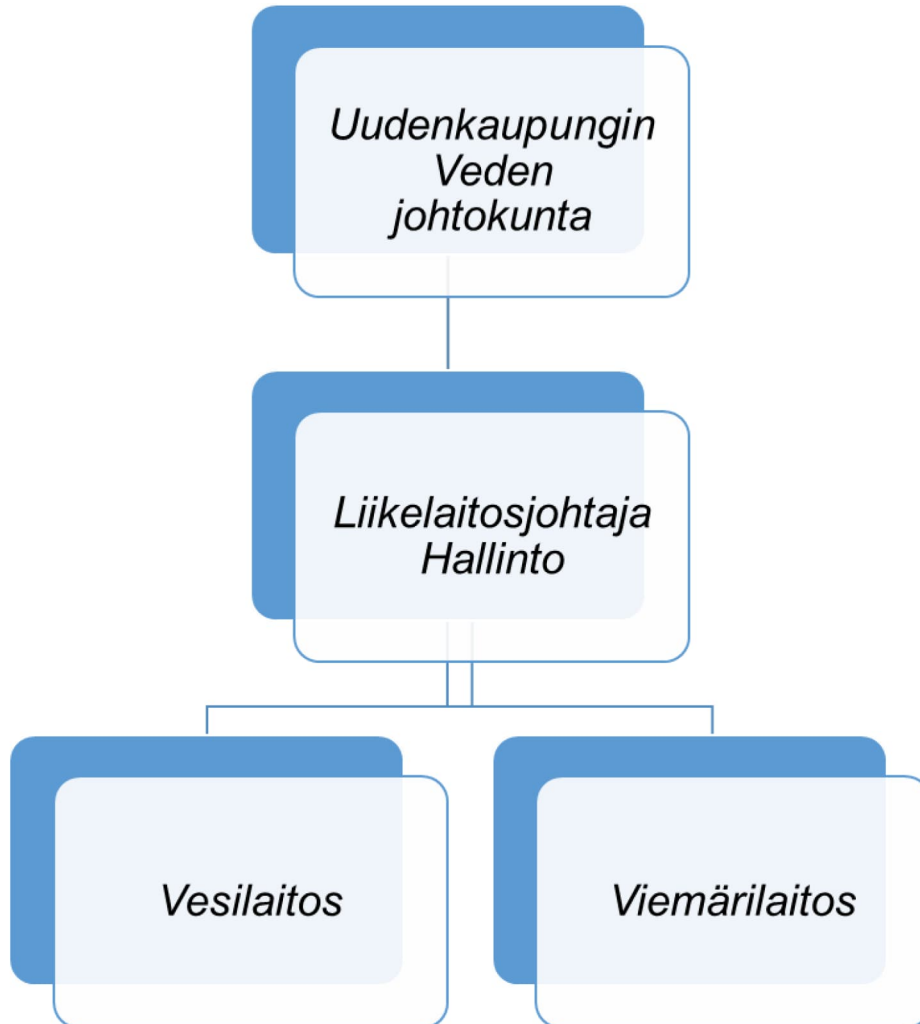 Uudenkaupungin
Veden
johtokunta
Liikelaitosjohtaja
Hallinto
Vesilaitos
Viemärilaitos